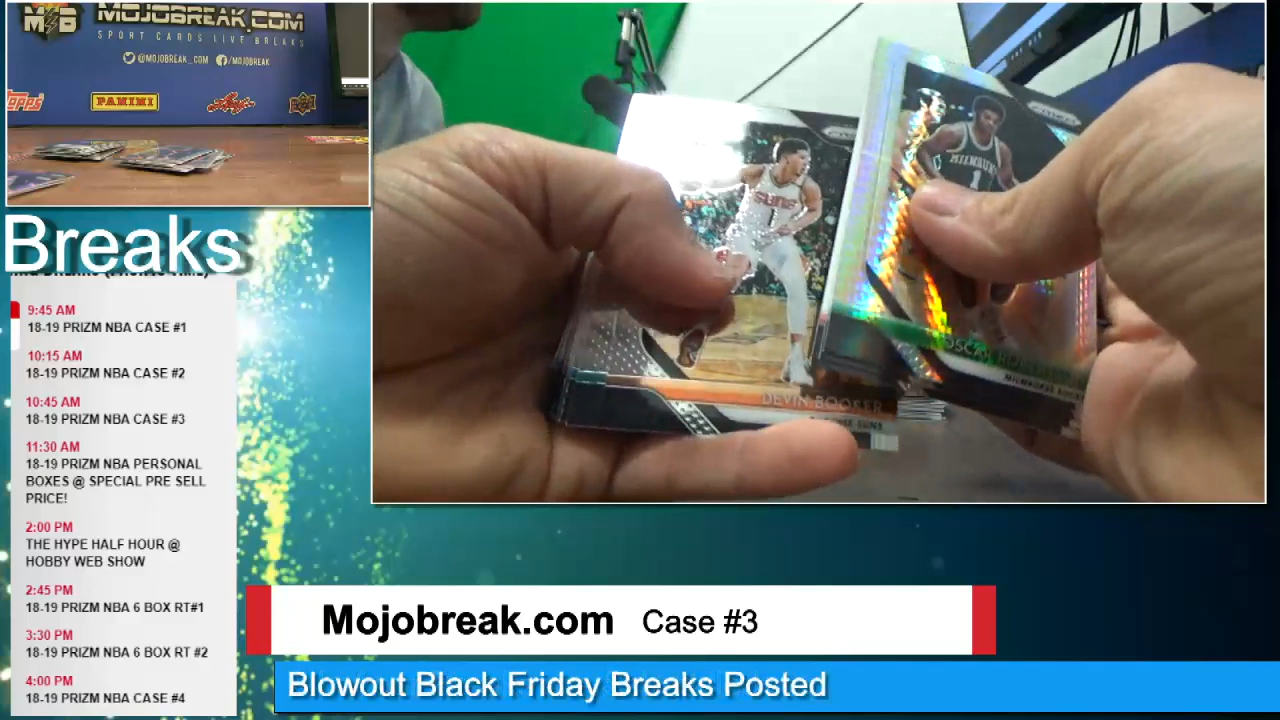 MOJOBREAK.COM
SPORT CARDS LIVE BREAKS
@MOJOBREAK_COM /MOJOBREAK
topps
PANINI
Breaks
9:45 AM
18-19 PRIZM NBA CASE #1
10:15 AM
18-19 PRIZM NBA CASE #2
10:45 AM
18-19 PRIZM NBA CASE #3
11:30 AM
18-19 PRIZM NBA PERSONAL
BOXES @ SPECIAL PRE SELL
PRICE!
2:00 PM
THE HYPE HALF HOUR @
HOBBY WEB SHOW
2:45 PM
18-19 PRIZM NBA 6 BOX RT#1
3:30 PM
18-19 PRIZM NBA 6 BOX RT #2
4:00 PM
18-19 PRIZM NBA CASE #4
SUNS
1
DEVIN BOOKER
SUNS
PRIZM
1
OSCAR
MILWAUKEE
Mojobreak.com Case #3
Blowout Black Friday Breaks Posted